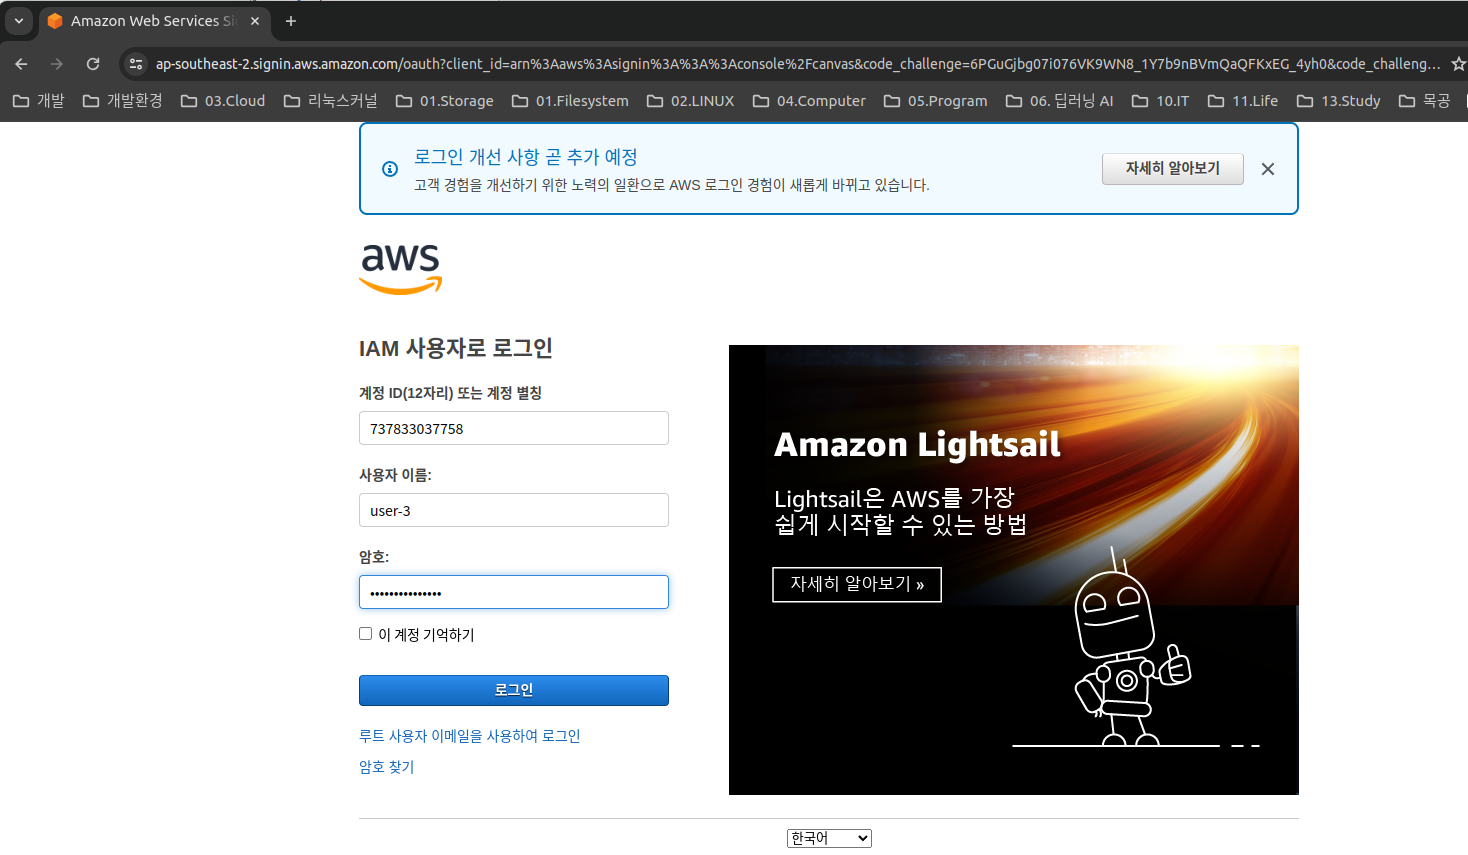 Amazon Web Services Si
ap-southeast-2.signin.aws.amazon.com/oauth?client_id=arn%3Aaws%3Asignin%3A%3A%3Aconsole%2Fcanvas&code_challenge=6PGuGjbg07i076VK9WN8_1Y7b9nBVmQaQFKxEG_4yh0&code_challeng...
개발 개발환경 03.Cloud 리눅스커널 01.Storage 01.Filesystem 02.LINUX 04.Computer 05.Program 06. 딥러닝 AI 10.IT 11.Life 13.Study 목공
로그인 개선 사항 곧 추가 예정
고객 경험을 개선하기 위한 노력의 일환으로 AWS 로그인 경험이 새롭게 바뀌고 있습니다.
자세히 알아보기
aws
IAM 사용자로 로그인
계정 ID(12자리) 또는 계정 별칭
737833037758
사용자 이름:
user-3
암호:
•••••••••••••••
이 계정 기억하기
로그인
루트 사용자 이메일을 사용하여 로그인
암호 찾기
Amazon Lightsail
Lightsail은 AWS를 가장
쉽게 시작할 수 있는 방법
자세히 알아보기 »
한국어